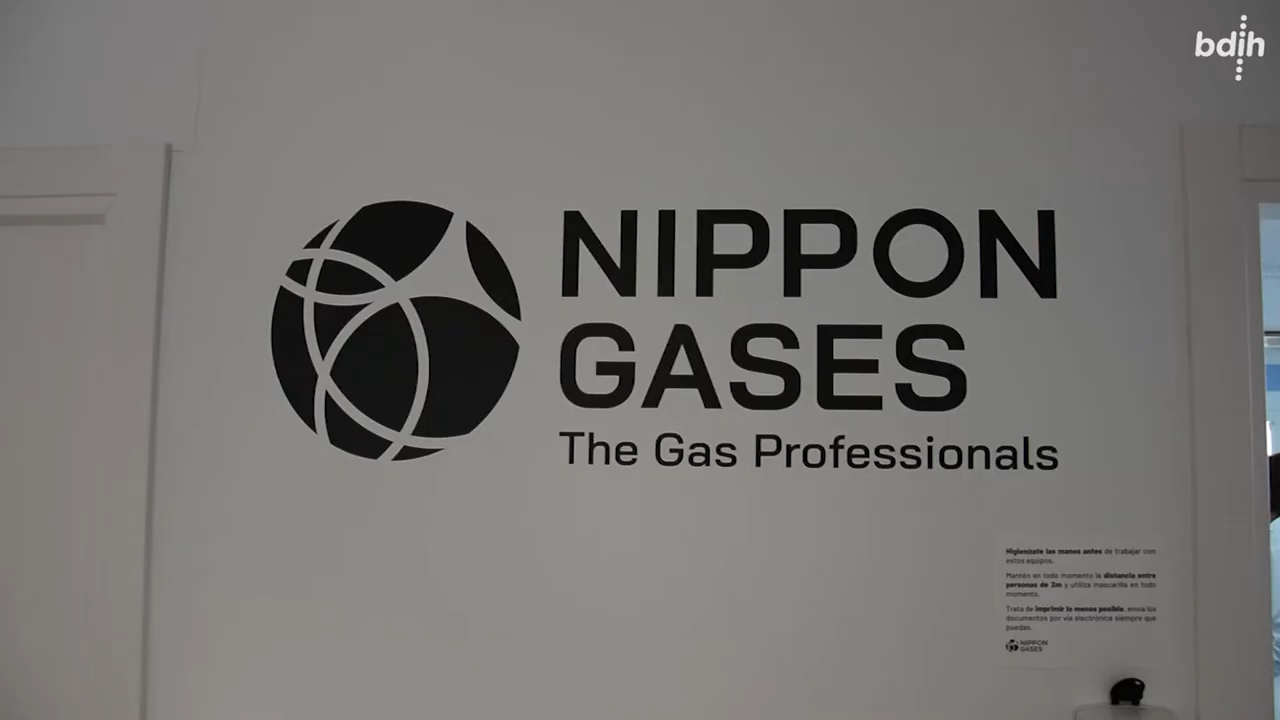 bdih
NIPPON
GASES
The Gas Professionals
Higienízate las manos antes de trabajar con
estos equipos.
Mantén en todo momento la distancia entre
personas de 2m y utiliza mascarilla en todo
momento.
Trata de imprimir lo menos posible, envía los
documentos por vía electrónica siempre que
puedas.
NIPPON
GASES